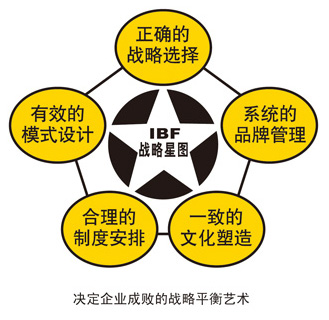 正确的
战略选择
有效的
模式设计
系统的
品牌管理
IBF
战略星图
合理的
制度安排
一致的
文化塑造
决定企业成败的战略平衡艺术